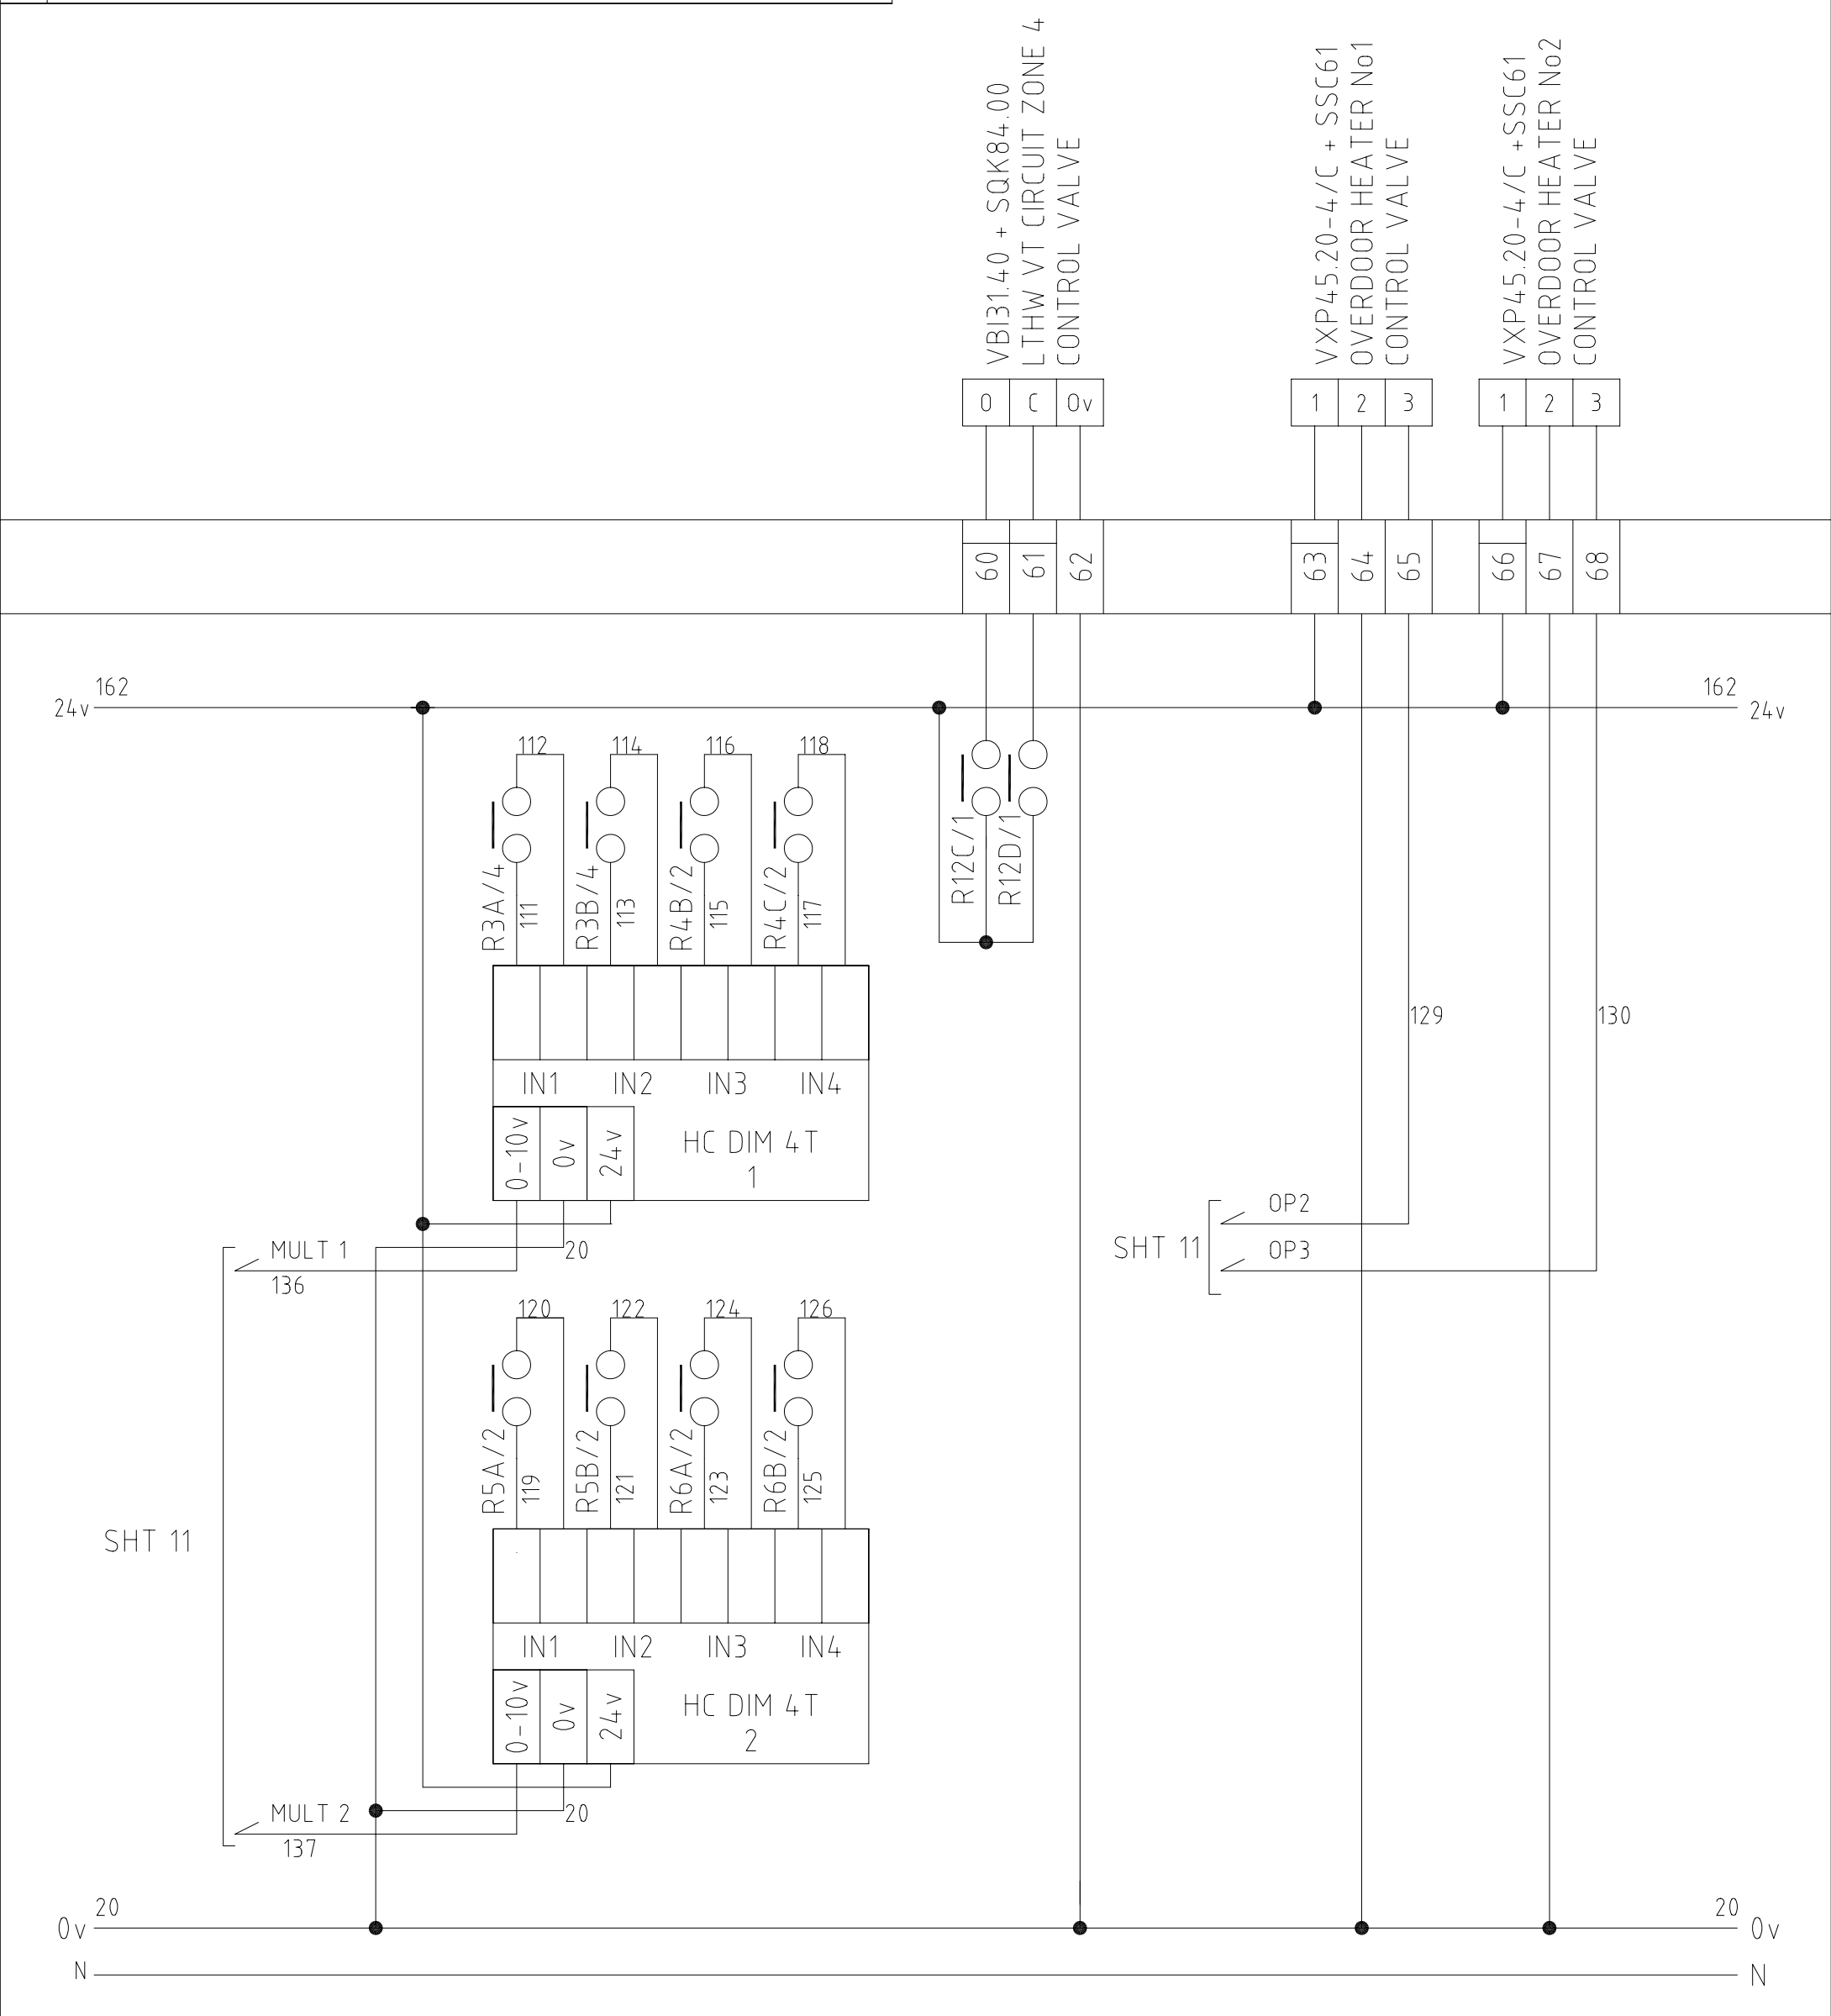 VBI31.40 + SQK84.00
LTHW VT CIRCUIT ZONE 4
CONTROL VALVE
VXP45.20-4/C + SSC61
OVERDOOR HEATER No1
CONTROL VALVE
VXP45.20-4/C +SSC61
OVERDOOR HEATER No2
CONTROL VALVE
O C 0v
1 2 3
1 2 3
60 61 62
63 64 65
66 67 68
162
24v
162
24v
112 114 116 118
R3A/4
111
R3B/4
113
R4B/2
115
R4C/2
117
R12C/1
R12D/1
IN1 IN2 IN3 IN4
0-10v
0v
24v
HC DIM 4T
1
129
130
SHT 11
OP2
OP3
MULT 1
136
20
120 122 124 126
R5A/2
119
R5B/2
121
R6A/2
123
R6B/2
125
SHT 11
IN1 IN2 IN3 IN4
0-10v
0v
24v
HC DIM 4T
2
MULT 2
137
20
20
0v
20
0v
N
N